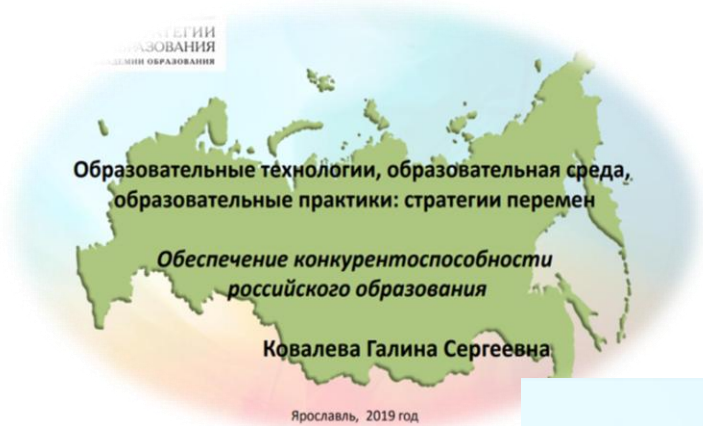 ОБРАЗОВАНИЯ
Образовательные технологии, образовательная среда,
образовательные практики: стратегии перемен
Обеспечение конкурентоспособности
российского образования
Ковалева Галина Сергеевна
Ярославль, 2019 год